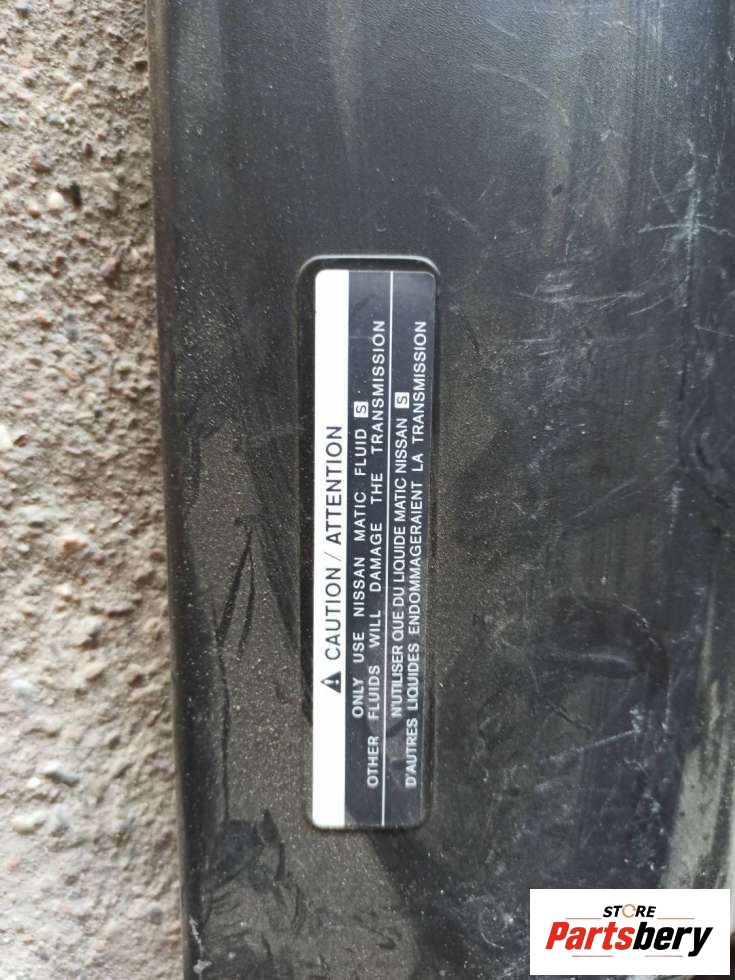 ⚠ CAUTION / ATTENTION
ONLY USE NISSAN MATIC FLUID S
OTHER FLUIDS WILL DAMAGE THE TRANSMISSION
N'UTILISER QUE DU LIQUIDE MATIC NISSAN S
D'AUTRES LIQUIDES ENDOMMAGERAIENT LA TRANSMISSION
STORE
Partsbery